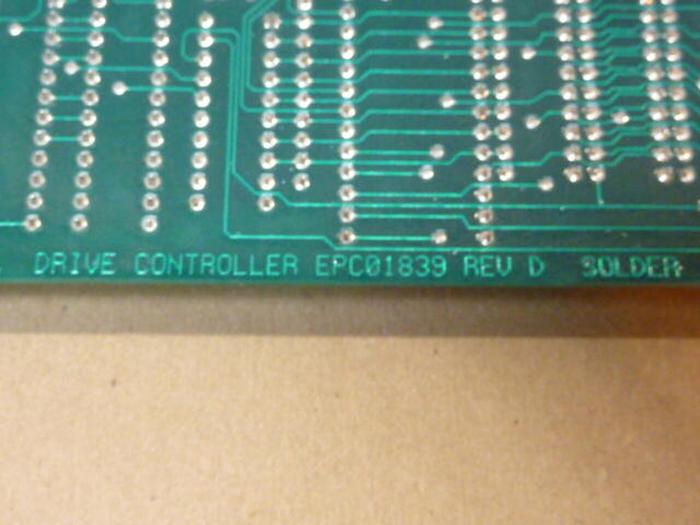 DRIVE CONTROLLER EPC01839 REV D SOLDER